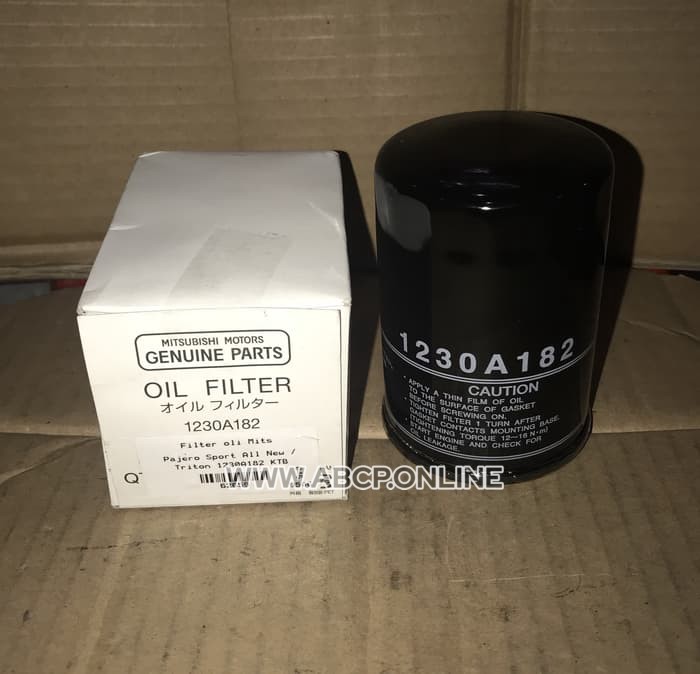 MITSUBISHI MOTORS
GENUINE PARTS
OIL FILTER
オイル フィルター
1230A182
Filter oli Mits
Pajero Sport All New /
Triton 1230A182 KTB
Q'
WWW.ABCP.ONLINE
1230A182
CAUTION
· APPLY A THIN FILM OF OIL
TO THE SURFACE OF GASKET
BEFORE SCREWING ON.
· TIGHTEN FILTER 1 TURN AFTER
GASKET CONTACTS MOUNTING BASE.
(TIGHTENING TORQUE 12~16 N·m)
· START ENGINE AND CHECK FOR
OIL LEAKAGE.